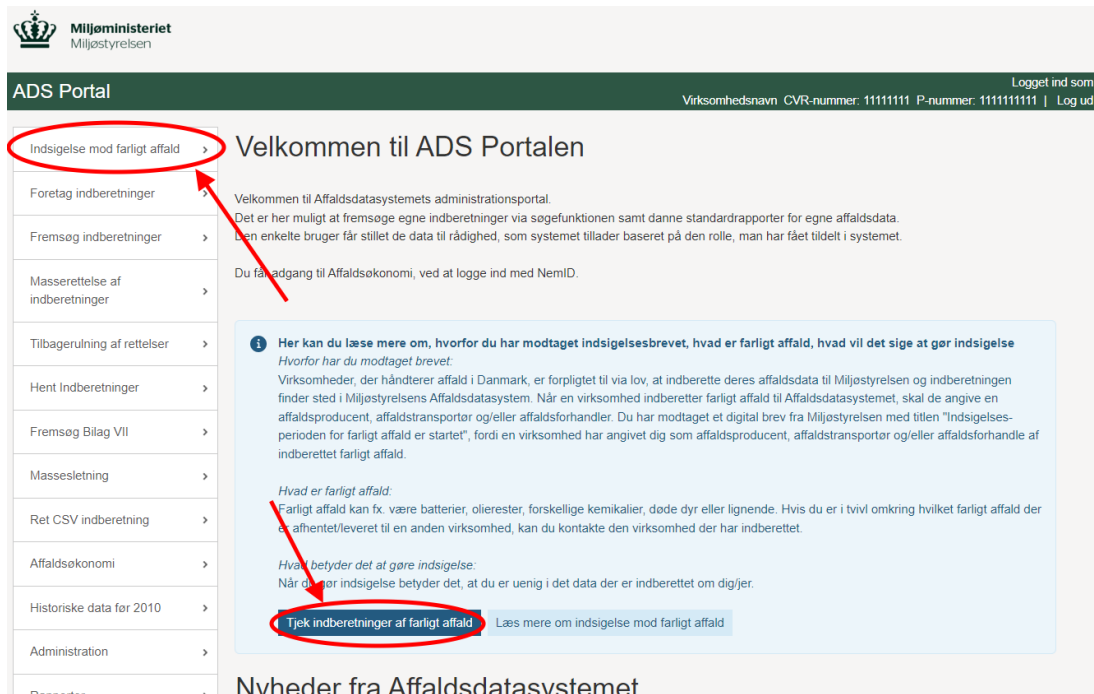 Miljøministeriet
Miljøstyrelsen
ADS Portal
Logget ind som
Virksomhedsnavn CVR-nummer: 11111111 P-nummer: 1111111111 | Log ud
Indsigelse mod farligt affald
Foretag indberetninger
Fremsøg indberetninger
Masserettelse af
indberetninger
Tilbagerulning af rettelser
Hent Indberetninger
Fremsøg Bilag VII
Massesletning
Ret CSV indberetning
Affaldsøkonomi
Historiske data før 2010
Administration
Rapporter
Velkommen til ADS Portalen
Velkommen til Affaldsdatasystemets administrationsportal.
Det er her muligt at fremsøge egne indberetninger via søgefunktionen samt danne standardrapporter for egne affaldsdata.
Den enkelte bruger får stillet de data til rådighed, som systemet tillader baseret på den rolle, man har fået tildelt i systemet.
Du får adgang til Affaldsøkonomi, ved at logge ind med NemID.
Her kan du læse mere om, hvorfor du har modtaget indsigelsesbrevet, hvad er farligt affald, hvad vil det sige at gør indsigelse
Hvorfor har du modtaget brevet:
Virksomheder, der håndterer affald i Danmark, er forpligtet til via lov, at indberette deres affaldsdata til Miljøstyrelsen og indberetningen
finder sted i Miljøstyrelsens Affaldsdatasystem. Når en virksomhed indberetter farligt affald til Affaldsdatasystemet, skal de angive en
affaldsproducent, affaldstransportør og/eller affaldsforhandler. Du har modtaget et digital brev fra Miljøstyrelsen med titlen "Indsigelses-
perioden for farligt affald er startet", fordi en virksomhed har angivet dig som affaldsproducent, affaldstransportør og/eller affaldsforhandle af
indberettet farligt affald.
Hvad er farligt affald:
Farligt affald kan fx. være batterier, olierester, forskellige kemikalier, døde dyr eller lignende. Hvis du er i tvivl omkring hvilket farligt affald der
er afhentet/leveret til en anden virksomhed, kan du kontakte den virksomhed der har indberettet.
Hvad betyder det at gøre indsigelse:
Når du gør indsigelse betyder det, at du er uenig i det data der er indberettet om dig/jer.
Tjek indberetninger af farligt affald
Læs mere om indsigelse mod farligt affald
Nyheder fra Affaldsdatasystemet